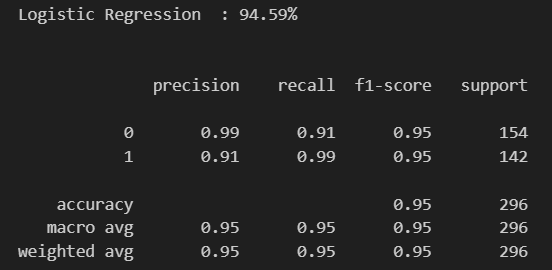 Logistic Regression : 94.59%
precision recall f1-score support
0 0.99 0.91 0.95 154
1 0.91 0.99 0.95 142
accuracy 0.95 296
macro avg 0.95 0.95 0.95 296
weighted avg 0.95 0.95 0.95 296